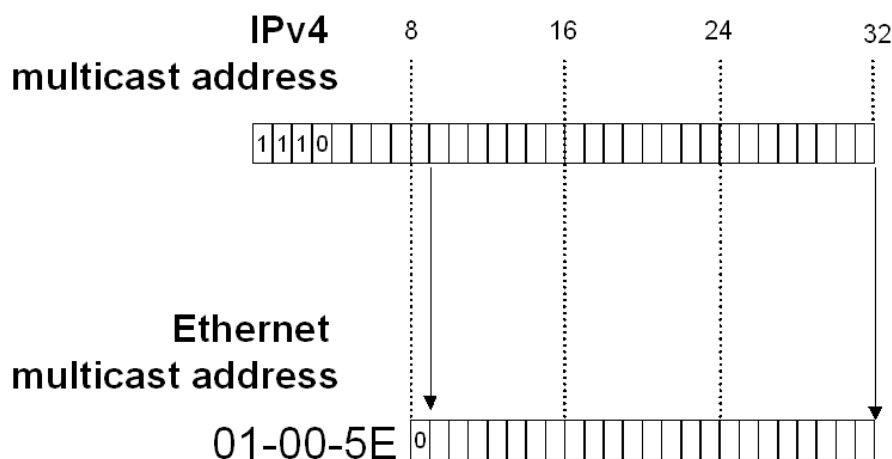 IPv4 8 16 24 32
multicast address
1 1 1 0
Ethernet
multicast address
01-00-5E 0